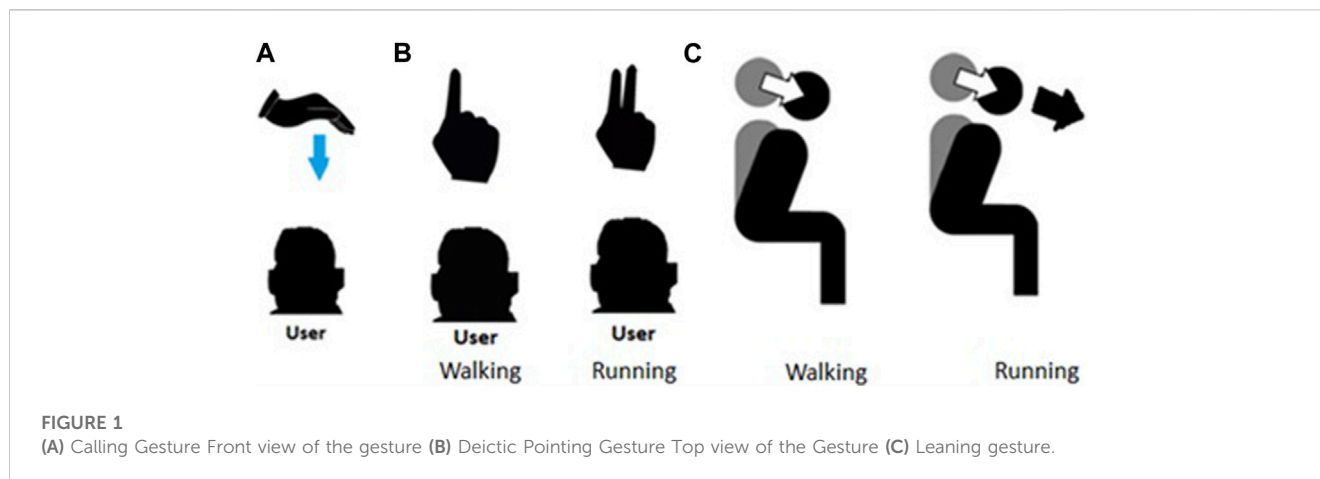 A B C
User
User
User
Walking
Running
Walking
Running
FIGURE 1
(A) Calling Gesture Front view of the gesture (B) Deictic Pointing Gesture Top view of the Gesture (C) Leaning gesture.